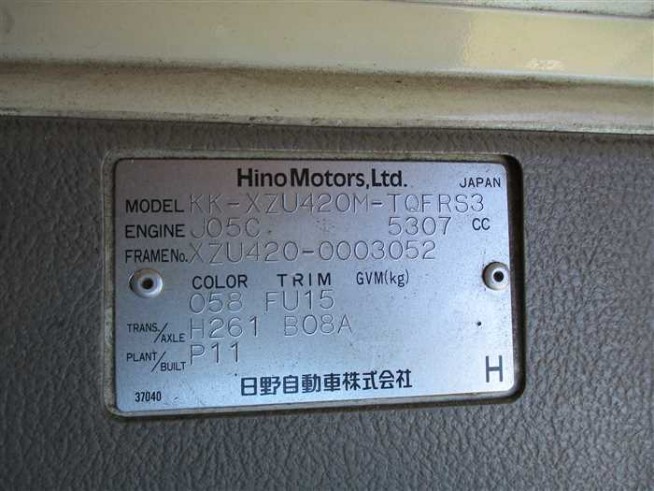 Hino Motors, Ltd. JAPAN
MODEL KK-XZU420M-TQFRS3
ENGINE J05C 5307 CC
FRAME No. XZU420-0003052
COLOR TRIM GVM(kg)
058 FU15
TRANS./AXLE H261 B08A
PLANT/BUILT P11
日野自動車株式会社 H
37040